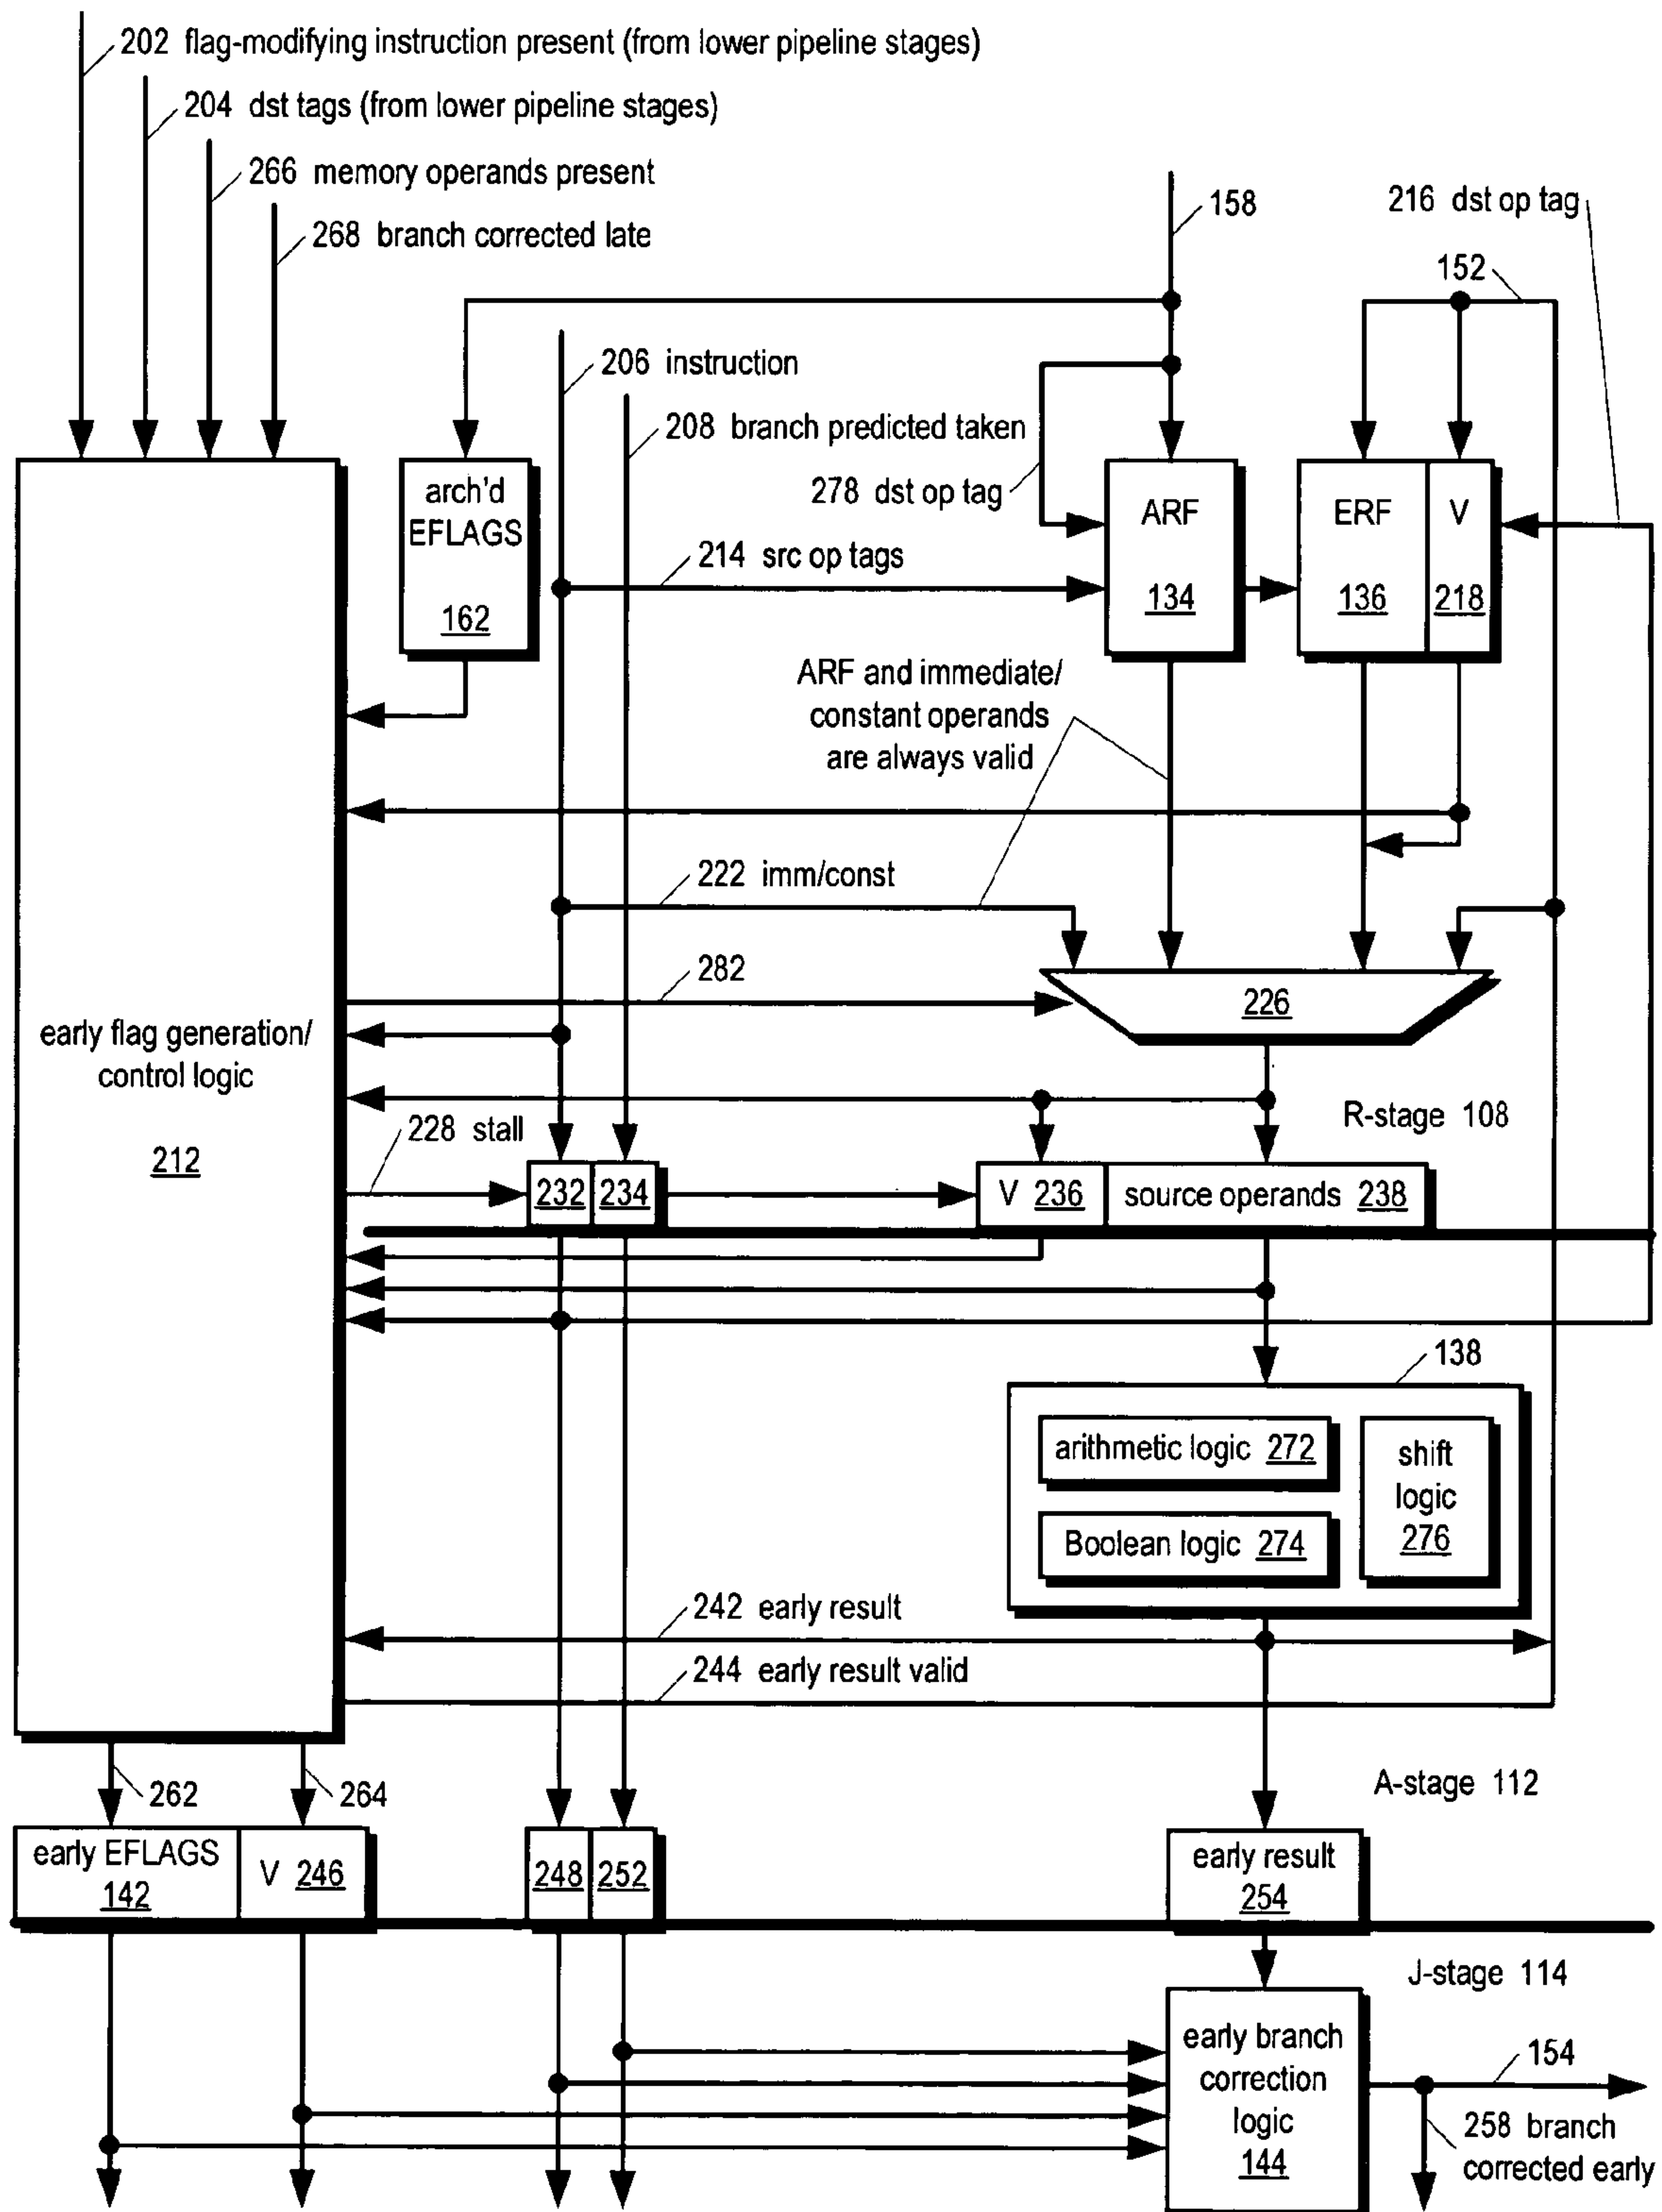 202 flag-modifying instruction present (from lower pipeline stages)
204 dst tags (from lower pipeline stages)
266 memory operands present
268 branch corrected late
158
216 dst op tag
152
206 instruction
208 branch predicted taken
278 dst op tag
arch'd
EFLAGS
162
214 src op tags
ARF
134
ERF
136
V
218
ARF and immediate/
constant operands
are always valid
222 imm/const
282
226
early flag generation/
control logic
212
R-stage 108
228 stall
232
234
V 236
source operands 238
138
arithmetic logic 272
Boolean logic 274
shift
logic
276
242 early result
244 early result valid
262
264
A-stage 112
early EFLAGS
142
V 246
248
252
early result
254
J-stage 114
early branch
correction
logic
144
154
258 branch
corrected early